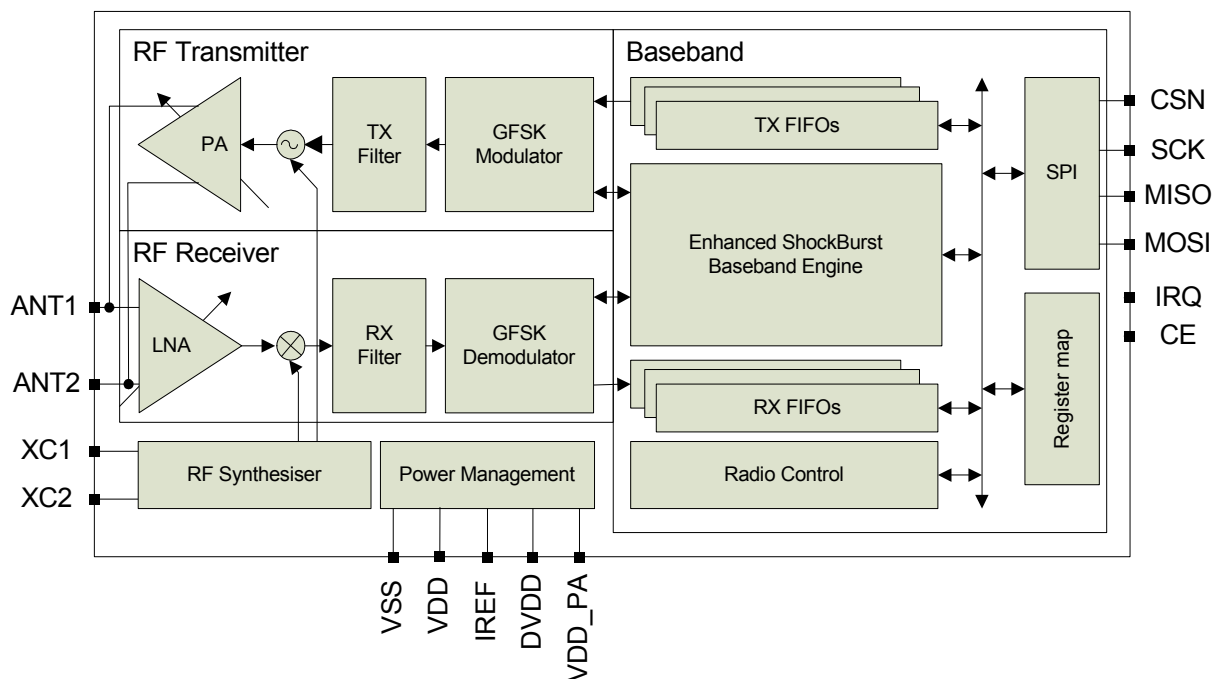 RF Transmitter
Baseband
PA
TX
Filter
GFSK
Modulator
TX FIFOs
SPI
CSN
SCK
MISO
MOSI
Enhanced ShockBurst
Baseband Engine
RF Receiver
ANT1
ANT2
LNA
RX
Filter
GFSK
Demodulator
RX FIFOs
Register map
IRQ
CE
XC1
XC2
RF Synthesiser
Power Management
Radio Control
VSS
VDD
IREF
DVDD
VDD_PA